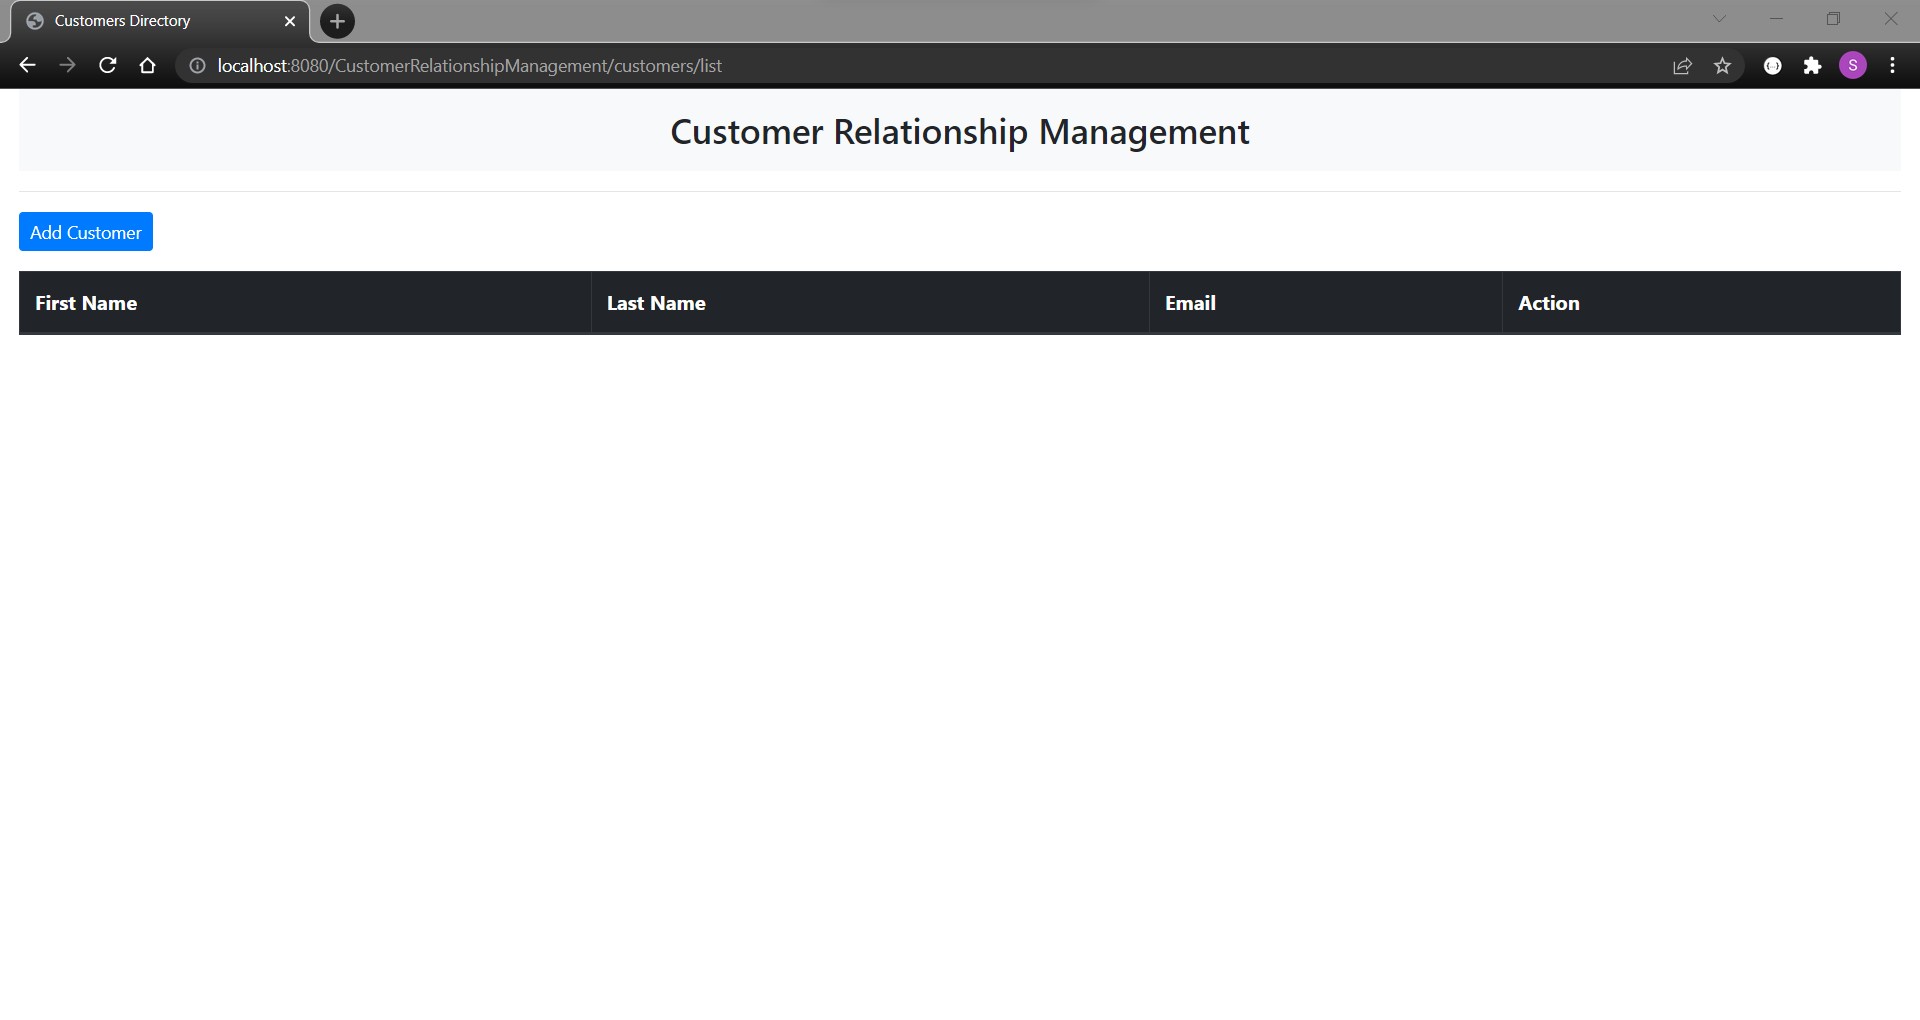 Customers Directory
localhost:8080/CustomerRelationshipManagement/customers/list
S
Customer Relationship Management
Add Customer
First Name Last Name Email Action